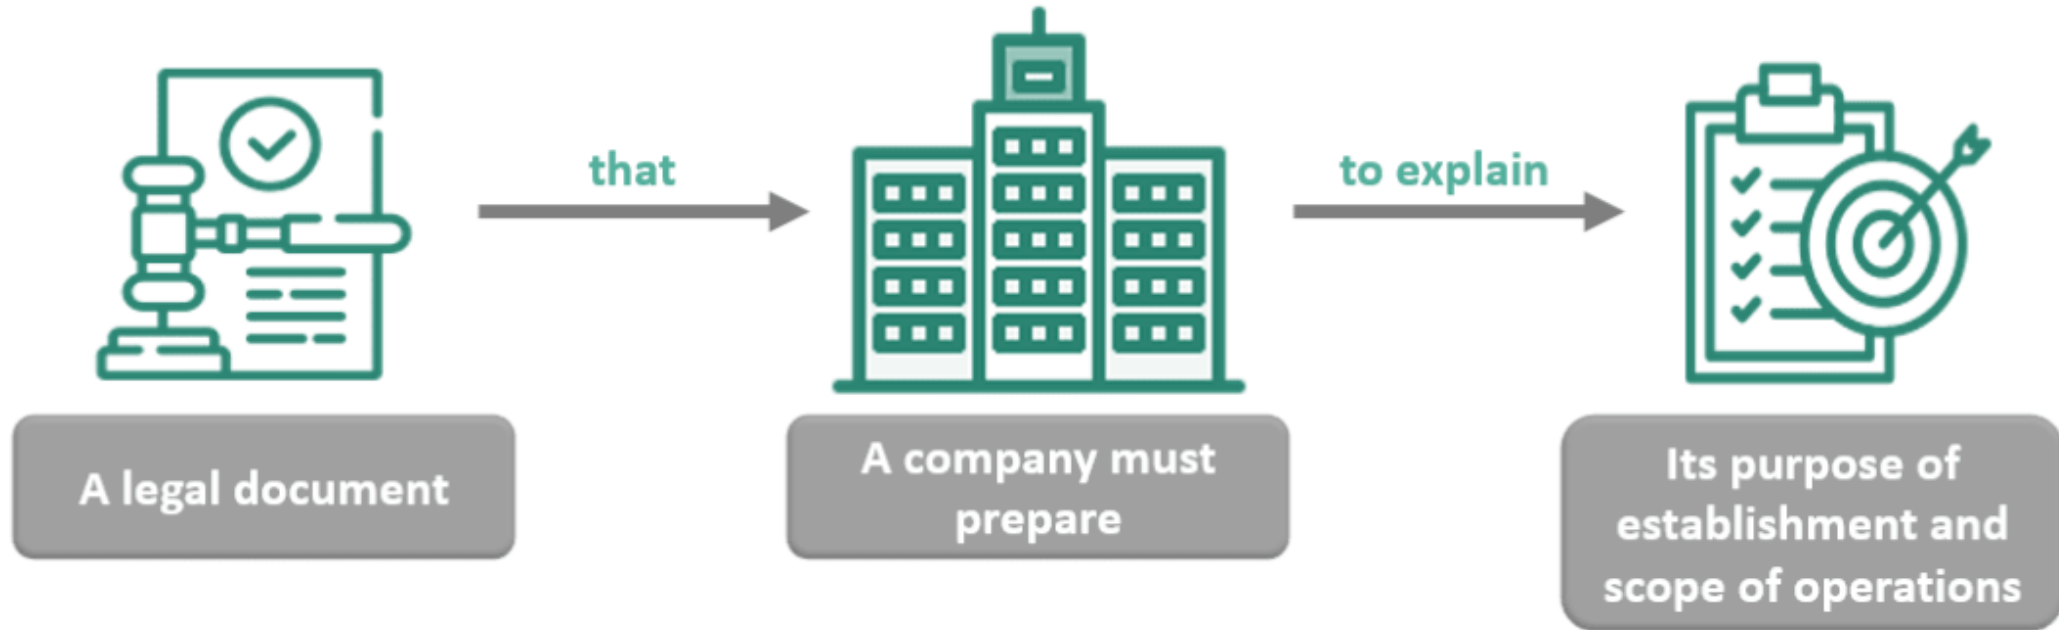 that
to explain
A legal document
A company must
prepare
Its purpose of
establishment and
scope of operations